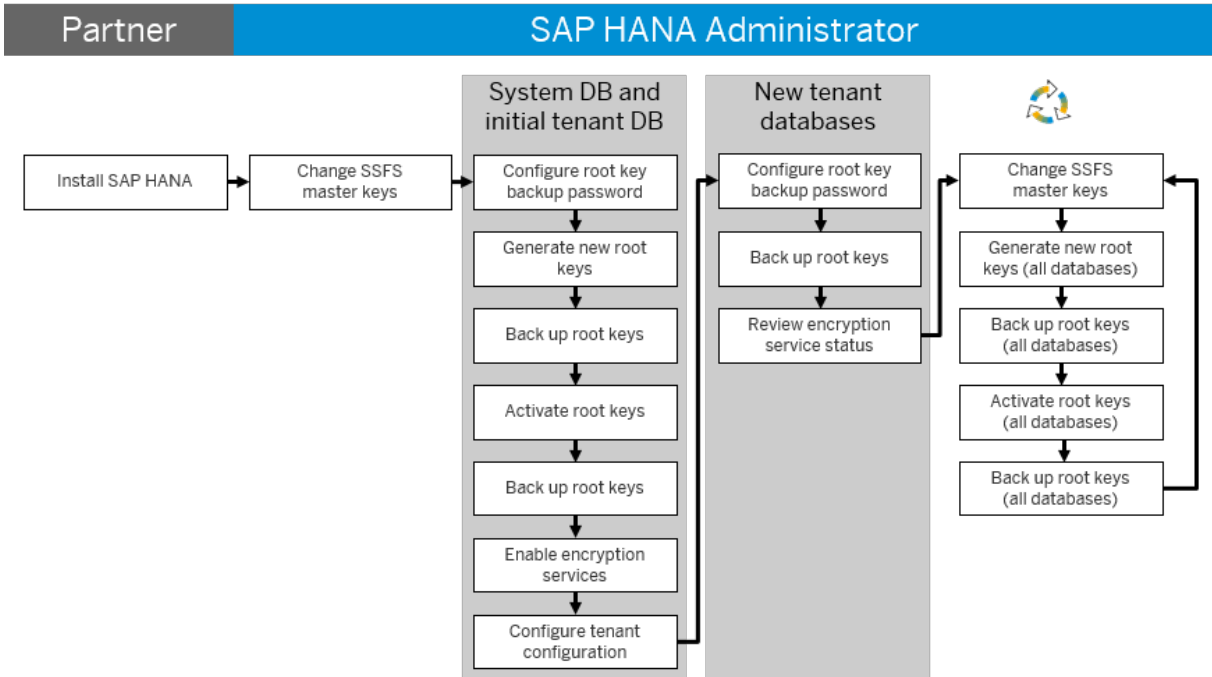 Partner
SAP HANA Administrator
System DB and
initial tenant DB
New tenant
databases
Install SAP HANA
Change SSFS
master keys
Configure root key
backup password
Generate new root
keys
Back up root keys
Activate root keys
Back up root keys
Enable encryption
services
Configure tenant
configuration
Configure root key
backup password
Back up root keys
Review encryption
service status
Change SSFS
master keys
Generate new root
keys (all databases)
Back up root keys
(all databases)
Activate root keys
(all databases)
Back up root keys
(all databases)